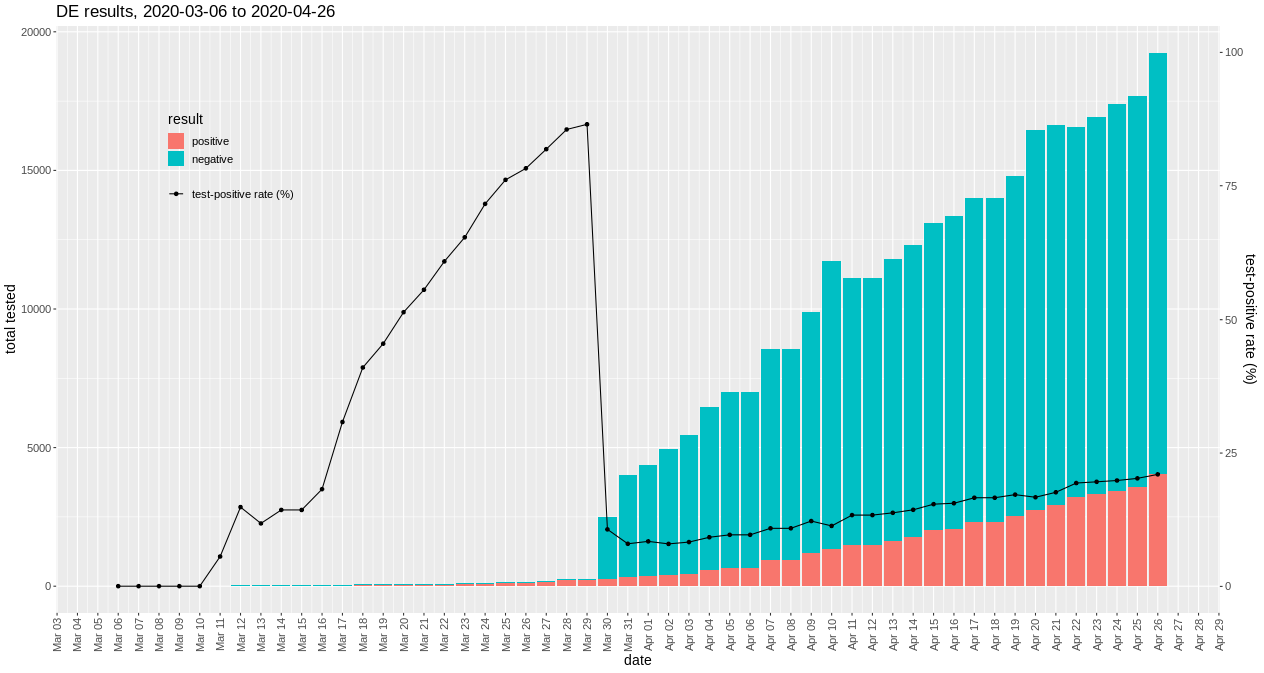 DE results, 2020-03-06 to 2020-04-26
20000
15000
10000
5000
0
total tested
result
positive
negative
test-positive rate (%)
100
75
50
25
0
test-positive rate (%)
Mar 03
Mar 04
Mar 05
Mar 06
Mar 07
Mar 08
Mar 09
Mar 10
Mar 11
Mar 12
Mar 13
Mar 14
Mar 15
Mar 16
Mar 17
Mar 18
Mar 19
Mar 20
Mar 21
Mar 22
Mar 23
Mar 24
Mar 25
Mar 26
Mar 27
Mar 28
Mar 29
Mar 30
Mar 31
Apr 01
Apr 02
Apr 03
Apr 04
Apr 05
Apr 06
Apr 07
Apr 08
Apr 09
Apr 10
Apr 11
Apr 12
Apr 13
Apr 14
Apr 15
Apr 16
Apr 17
Apr 18
Apr 19
Apr 20
Apr 21
Apr 22
Apr 23
Apr 24
Apr 25
Apr 26
Apr 27
Apr 28
Apr 29
date